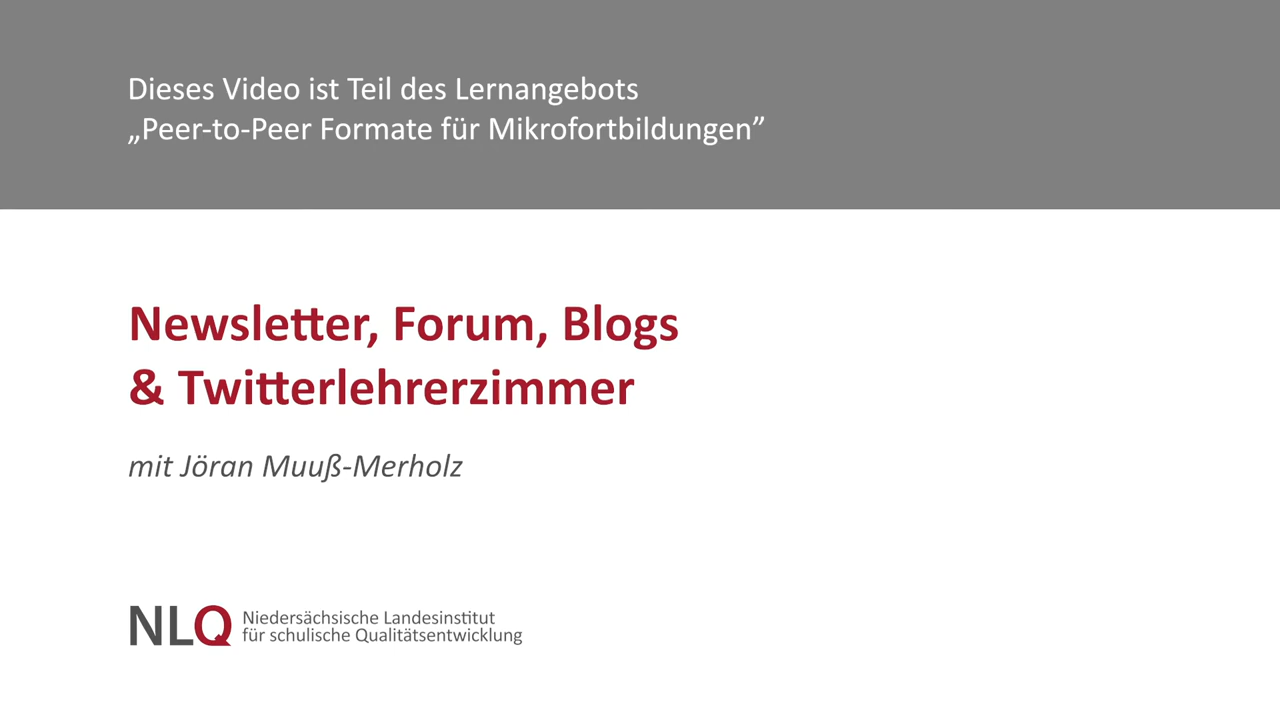 Dieses Video ist Teil des Lernangebots
„Peer-to-Peer Formate für Mikrofortbildungen”
Newsletter, Forum, Blogs
& Twitterlehrerzimmer
mit Jöran Muuß-Merholz
NLQ
Niedersächsische Landesinstitut
für schulische Qualitätsentwicklung